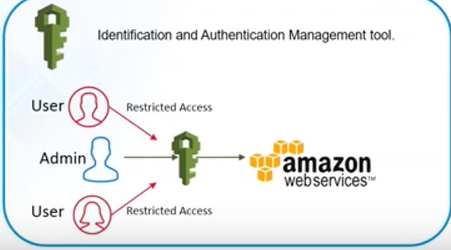 Identification and Authentication Management tool.
User
Restricted Access
Admin
amazon
webservices™
User
Restricted Access